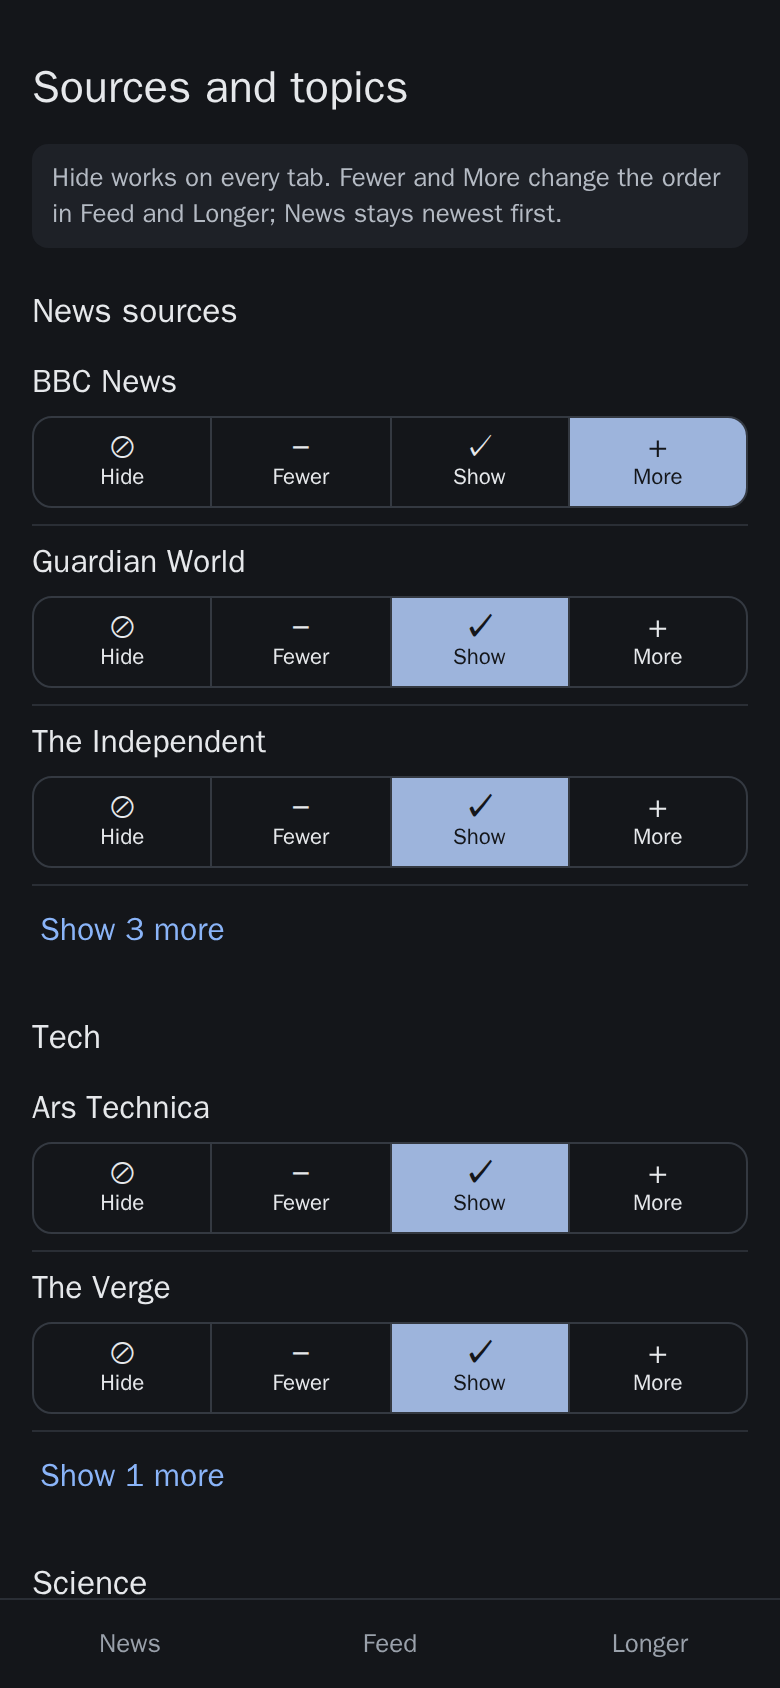 Sources and topics
Hide works on every tab. Fewer and More change the order
in Feed and Longer; News stays newest first.
News sources
BBC News
Hide Fewer Show More
Guardian World
Hide Fewer Show More
The Independent
Hide Fewer Show More
Show 3 more
Tech
Ars Technica
Hide Fewer Show More
The Verge
Hide Fewer Show More
Show 1 more
Science
News Feed Longer